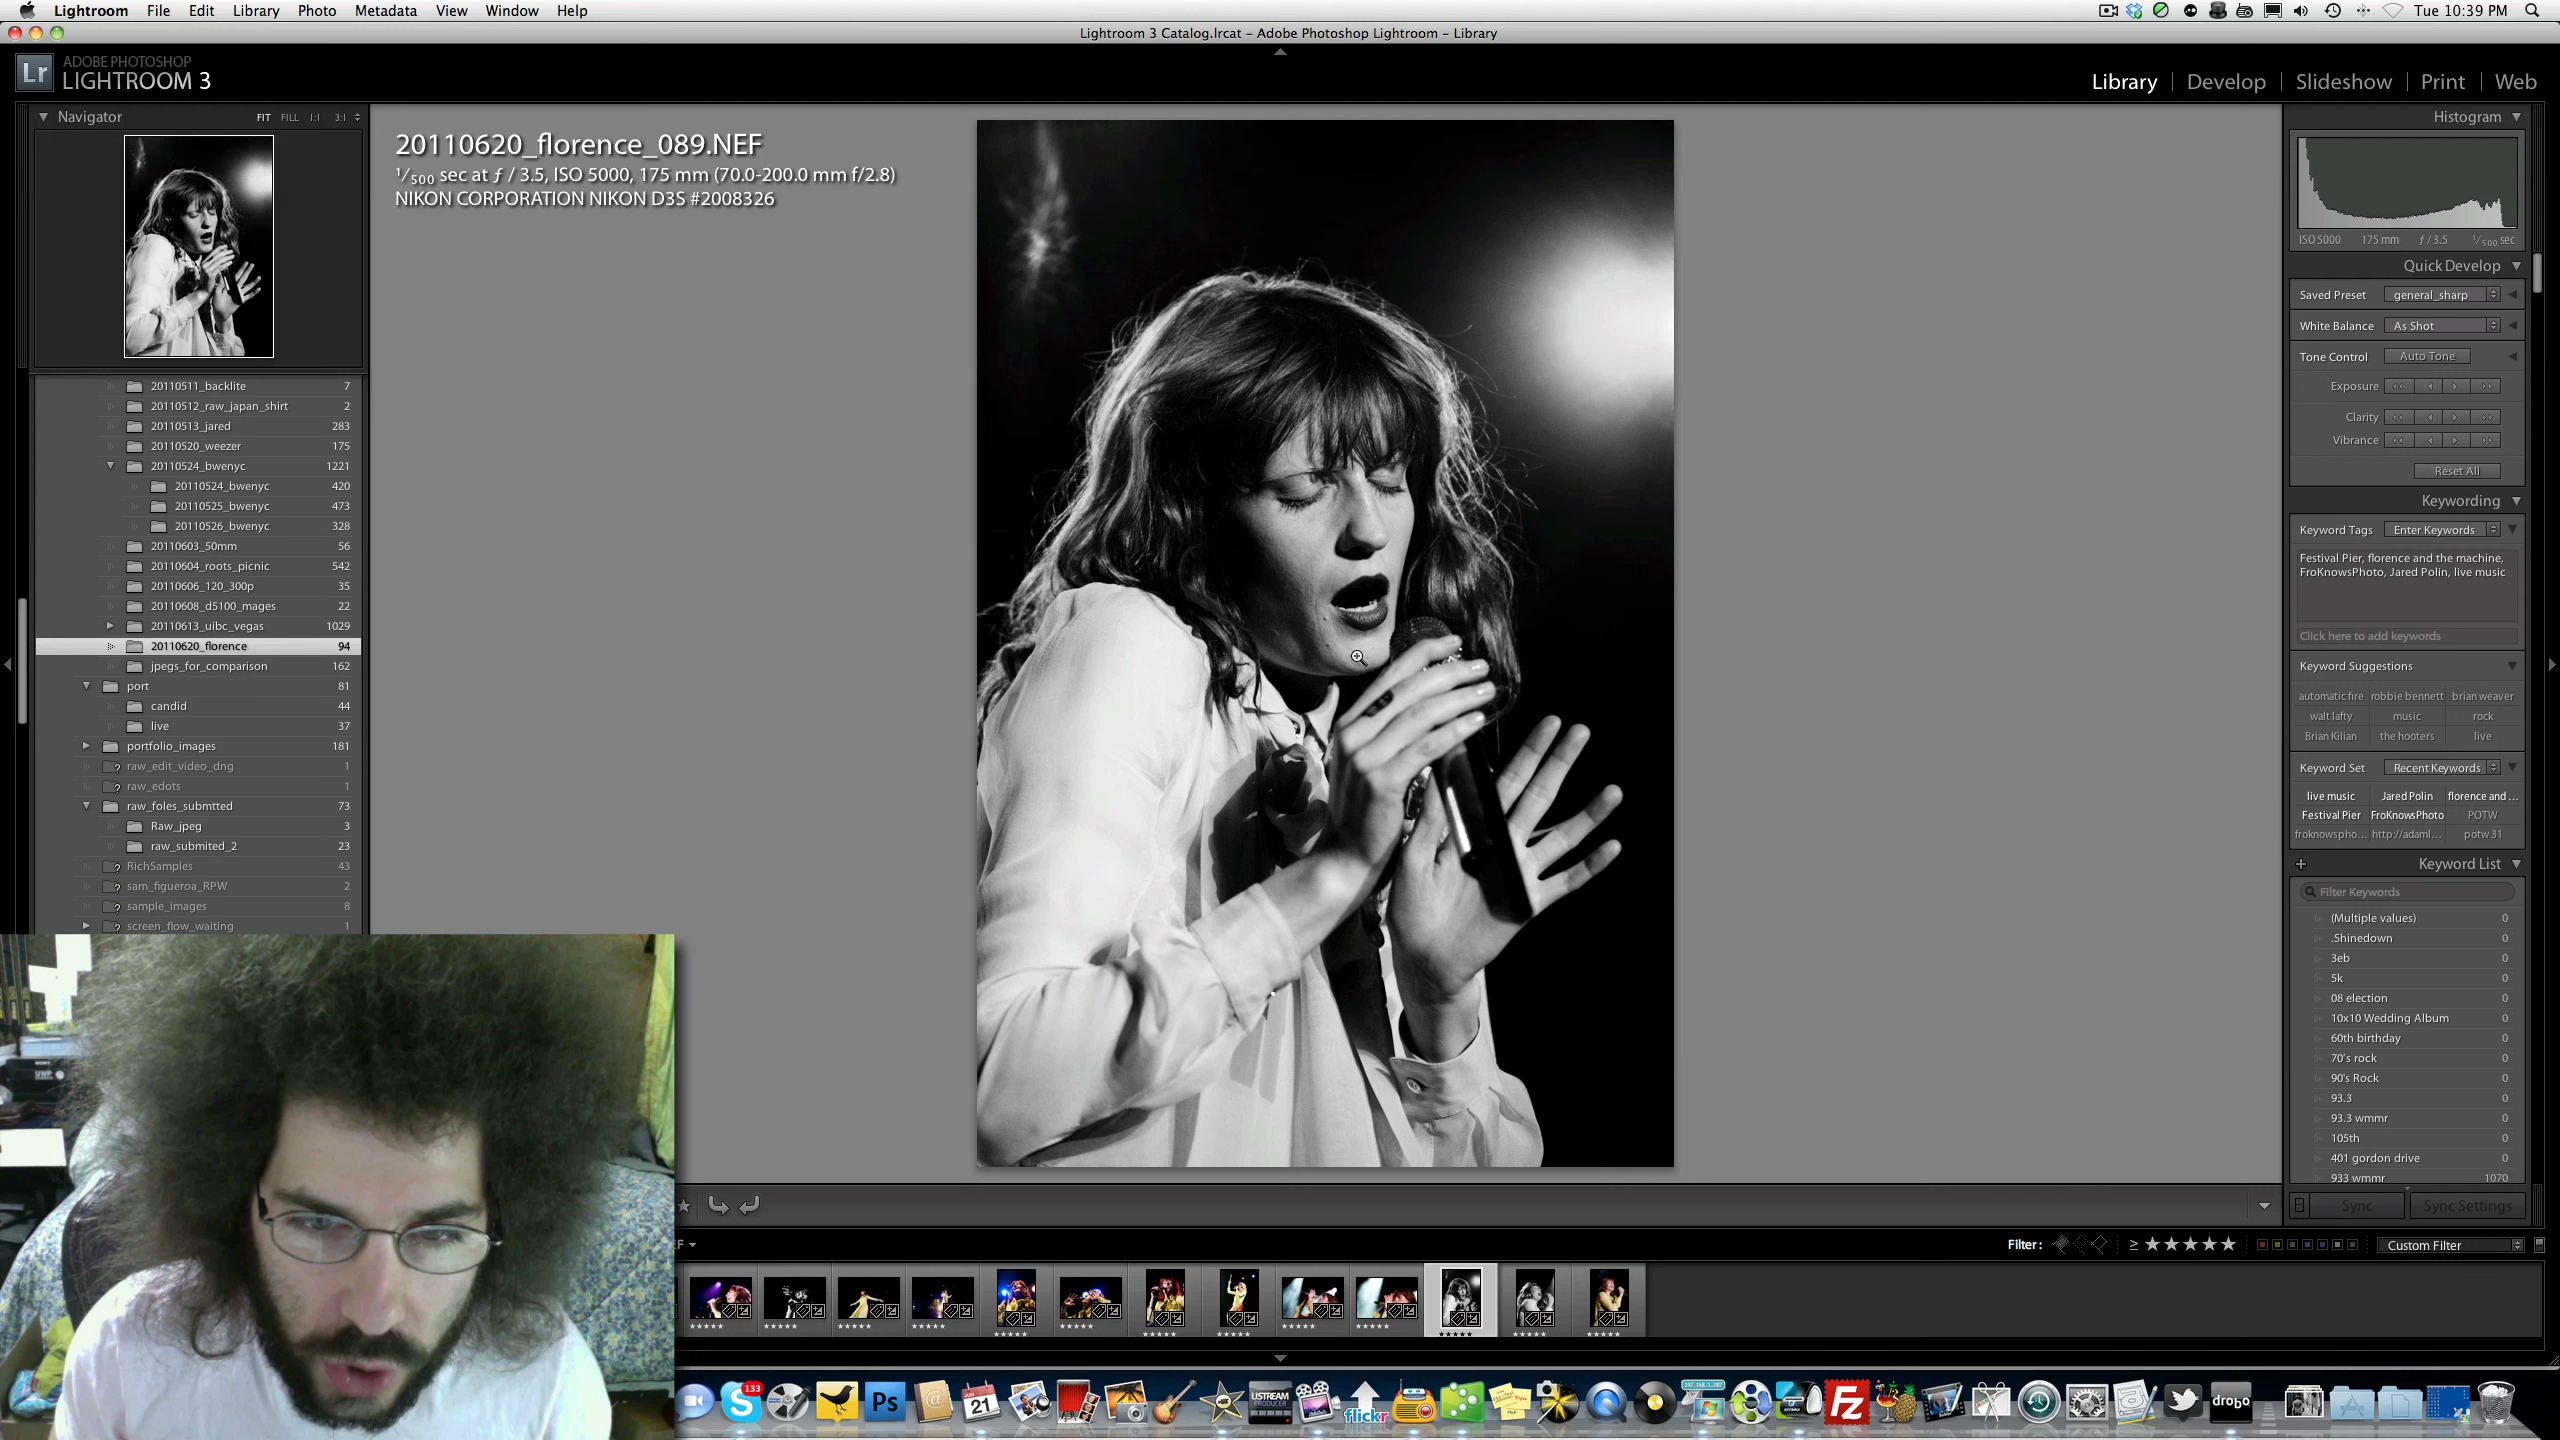 Lightroom File Edit Library Photo Metadata View Window Help
Tue 10:39 PM
Lightroom 3 Catalog.lrcat – Adobe Photoshop Lightroom – Library
Lr ADOBE PHOTOSHOP
LIGHTROOM 3
Library | Develop | Slideshow | Print | Web
Navigator FIT FILL 1:1 3:1
20110511_backlite 7
20110512_raw_japan_shirt 2
20110513_jared 283
20110520_weezer 175
20110524_bwenyc 1221
20110524_bwenyc 420
20110525_bwenyc 473
20110526_bwenyc 328
20110603_50mm 56
20110604_roots_picnic 542
20110606_120_300p 35
20110608_d5100_mages 22
20110613_uibc_vegas 1029
20110620_florence 94
jpegs_for_comparison 162
port 81
candid 44
live 37
portfolio_images 181
raw_edit_video_dng 1
raw_edots 1
raw_foles_submtted 73
Raw_jpeg 3
raw_submited_2 23
RichSamples 43
sam_figueroa_RPW 2
sample_images 8
screen_flow_waiting 1
20110620_florence_089.NEF
1/500 sec at ƒ / 3.5, ISO 5000, 175 mm (70.0-200.0 mm f/2.8)
NIKON CORPORATION NIKON D3S #2008326
Histogram
ISO 5000 175 mm ƒ / 3.5 1/500 sec
Quick Develop
Saved Preset general_sharp
White Balance As Shot
Tone Control Auto Tone
Exposure
Clarity
Vibrance
Reset All
Keywording
Keyword Tags Enter Keywords
Festival Pier, florence and the machine,
FroKnowsPhoto, Jared Polin, live music
Click here to add keywords
Keyword Suggestions
automatic fire robbie bennett brian weaver
walt lafty music rock
Brian Kilian the hooters live
Keyword Set Recent Keywords
live music Jared Polin florence and ...
Festival Pier FroKnowsPhoto POTW
froknowspho... http://adaml... potw 31
Keyword List
Filter Keywords
(Multiple values) 0
.Shinedown 0
3eb 0
5k 0
08 election 0
10x10 Wedding Album 0
60th birthday 0
70's rock 0
90's Rock 0
93.3 0
93.3 wmmr 0
105th 0
401 gordon drive 0
933 wmmr 1070
Sync Sync Settings
Filter : ≥ ★★★★★ Custom Filter
133
Ps
JUN
21
USTREAM
PRODUCER
flickr
FZ
drobo